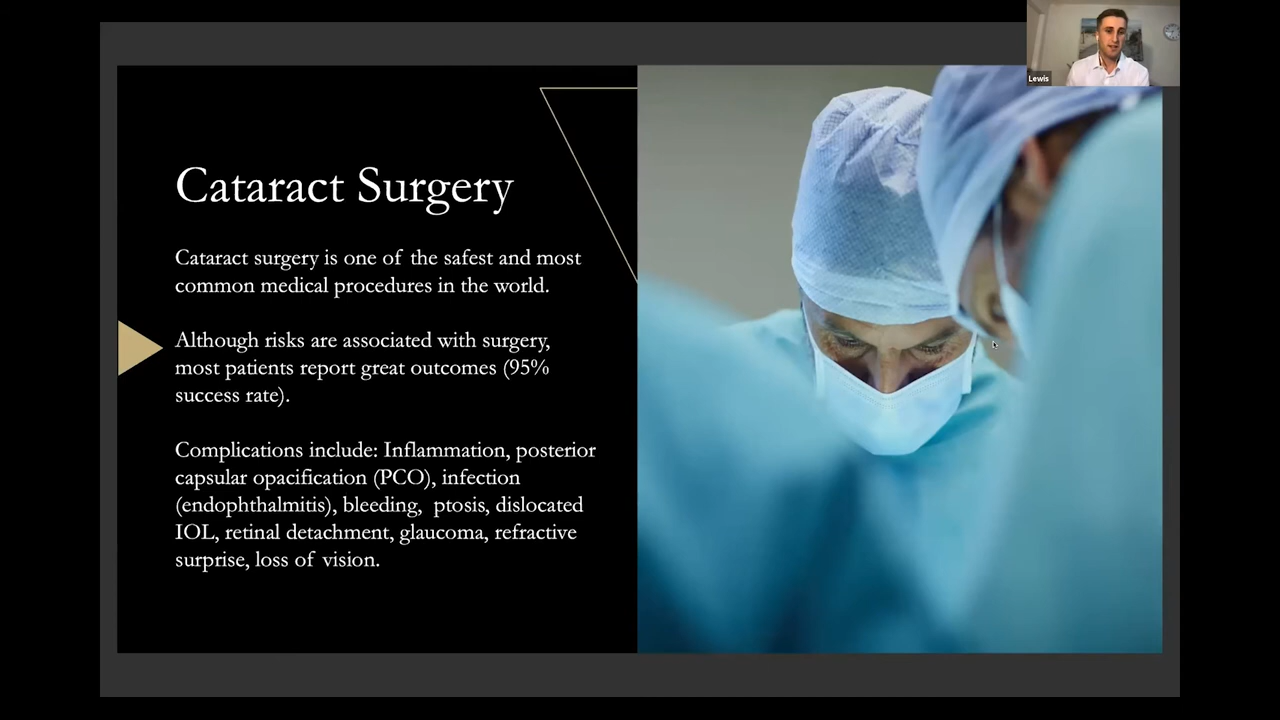 Lewis
Cataract Surgery
Cataract surgery is one of the safest and most
common medical procedures in the world.
Although risks are associated with surgery,
most patients report great outcomes (95%
success rate).
Complications include: Inflammation, posterior
capsular opacification (PCO), infection
(endophthalmitis), bleeding, ptosis, dislocated
IOL, retinal detachment, glaucoma, refractive
surprise, loss of vision.